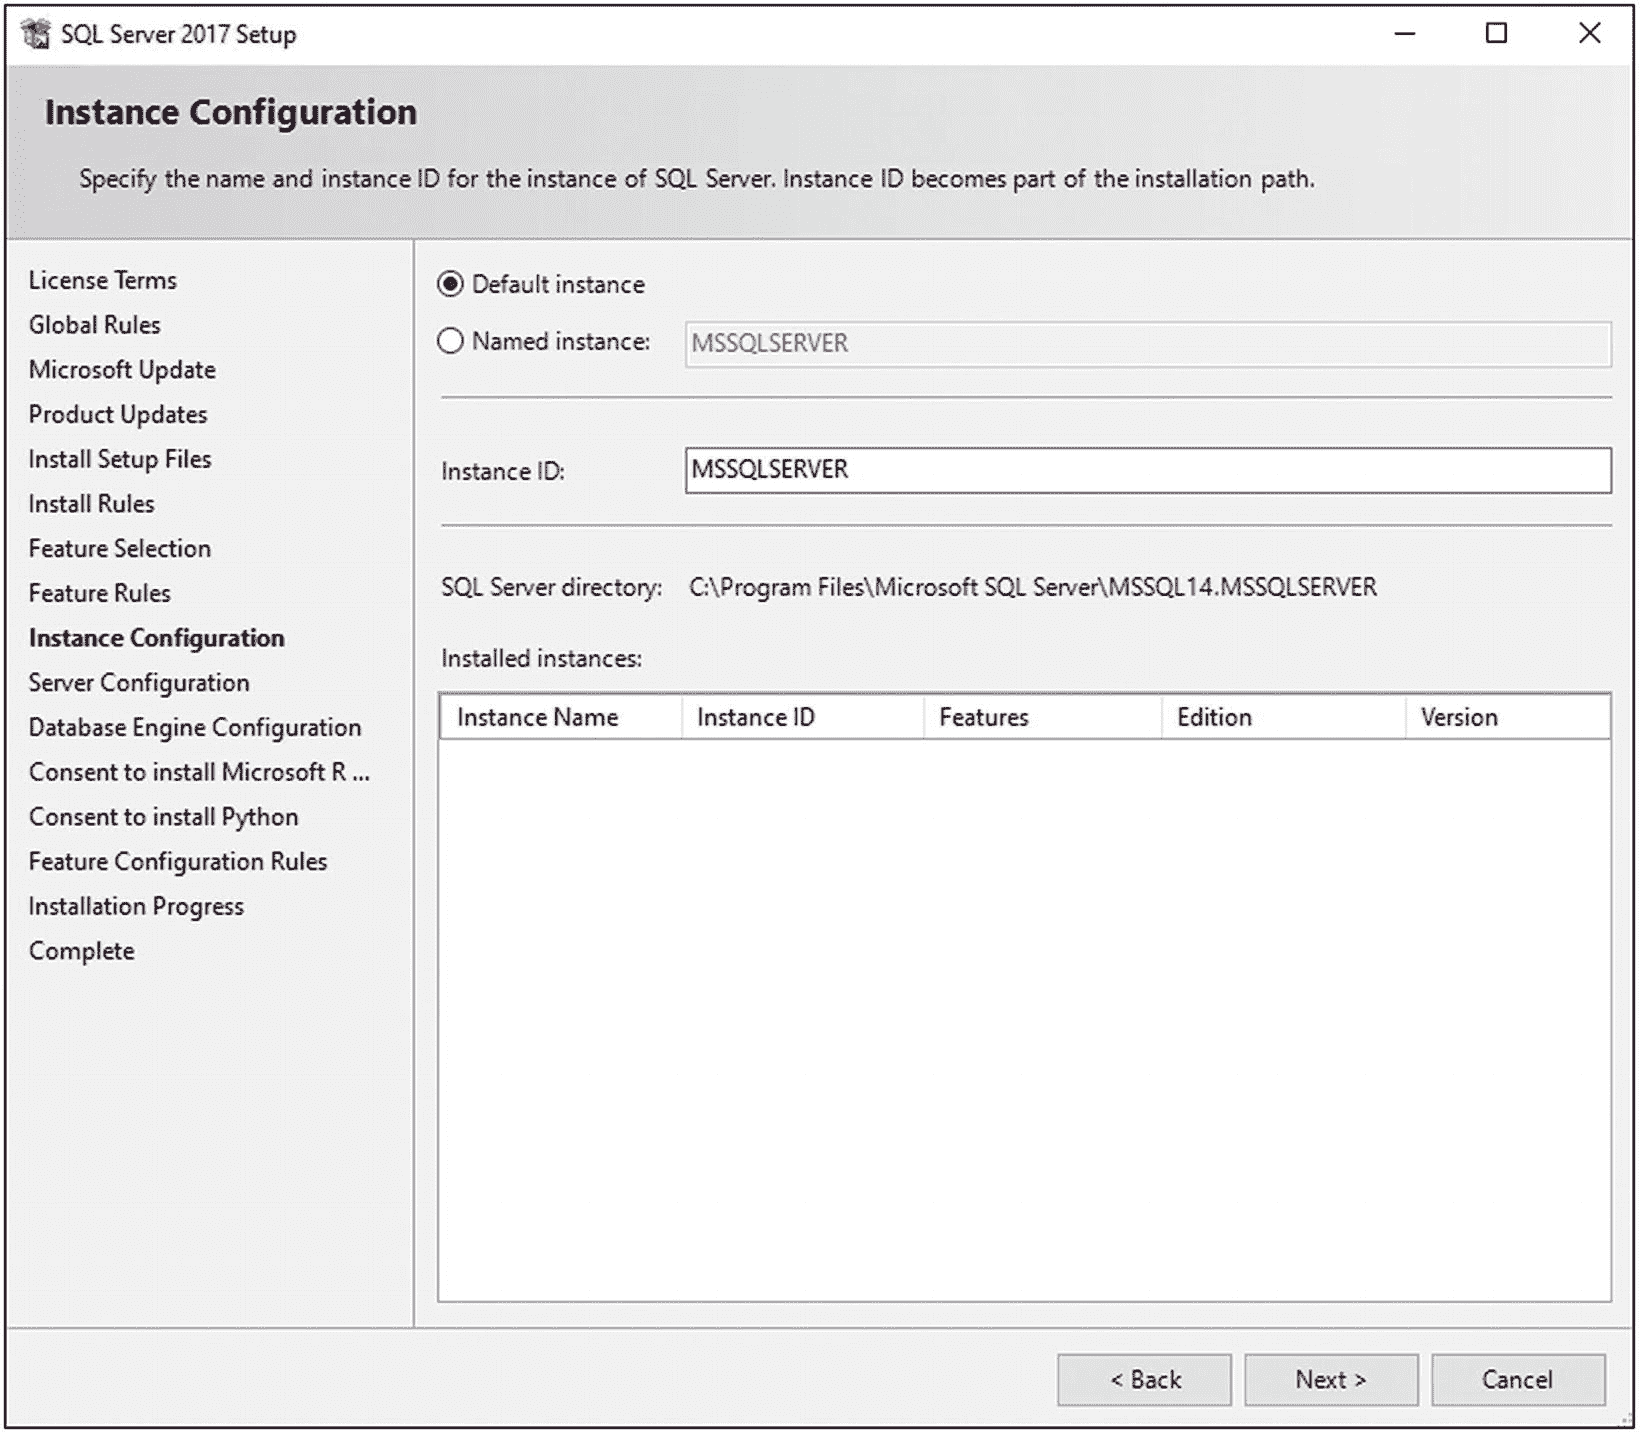 SQL Server 2017 Setup
Instance Configuration
Specify the name and instance ID for the instance of SQL Server. Instance ID becomes part of the installation path.
License Terms
Global Rules
Microsoft Update
Product Updates
Install Setup Files
Install Rules
Feature Selection
Feature Rules
Instance Configuration
Server Configuration
Database Engine Configuration
Consent to install Microsoft R ...
Consent to install Python
Feature Configuration Rules
Installation Progress
Complete
Default instance
Named instance: MSSQLSERVER
Instance ID: MSSQLSERVER
SQL Server directory: C:\Program Files\Microsoft SQL Server\MSSQL14.MSSQLSERVER
Installed instances:
Instance Name Instance ID Features Edition Version
< Back Next > Cancel